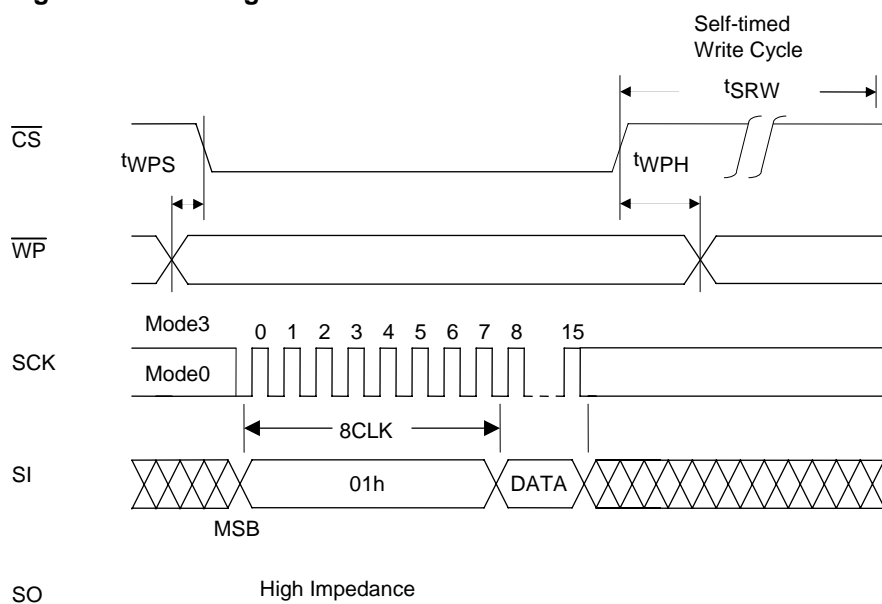 Self-timed
Write Cycle
tSRW
CS
tWPS
tWPH
WP
Mode3
0 1 2 3 4 5 6 7 8 15
SCK
Mode0
8CLK
SI
01h
DATA
MSB
High Impedance
SO